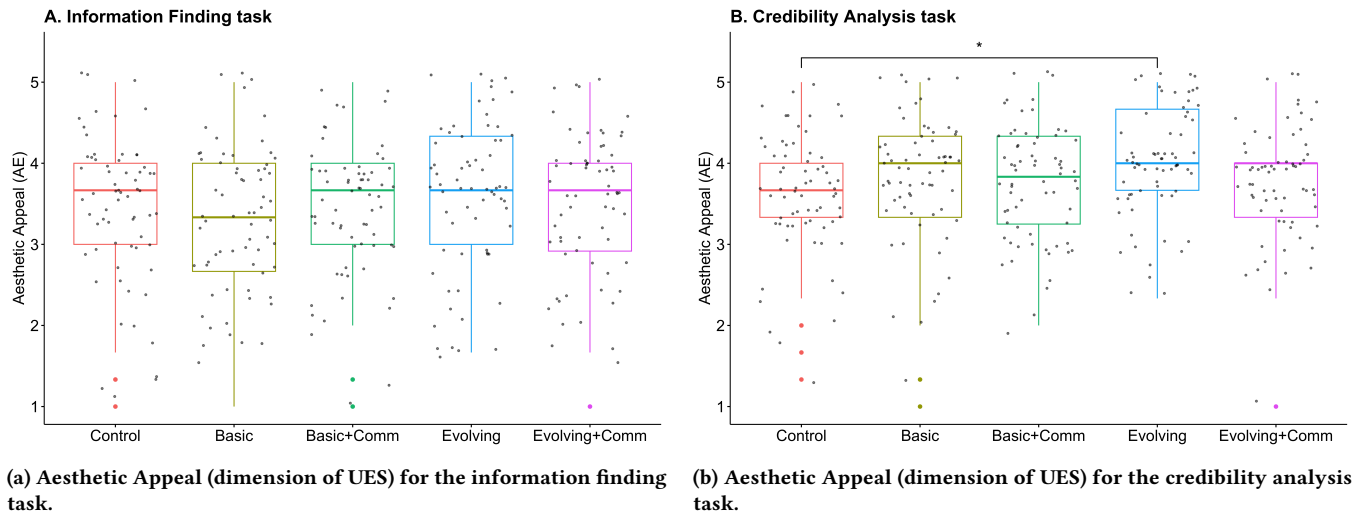 A. Information Finding task
Aesthetic Appeal (AE)
5
4
3
2
1
Control Basic Basic+Comm Evolving Evolving+Comm
(a) Aesthetic Appeal (dimension of UES) for the information finding
task.
B. Credibility Analysis task
*
Aesthetic Appeal (AE)
5
4
3
2
1
Control Basic Basic+Comm Evolving Evolving+Comm
(b) Aesthetic Appeal (dimension of UES) for the credibility analysis
task.